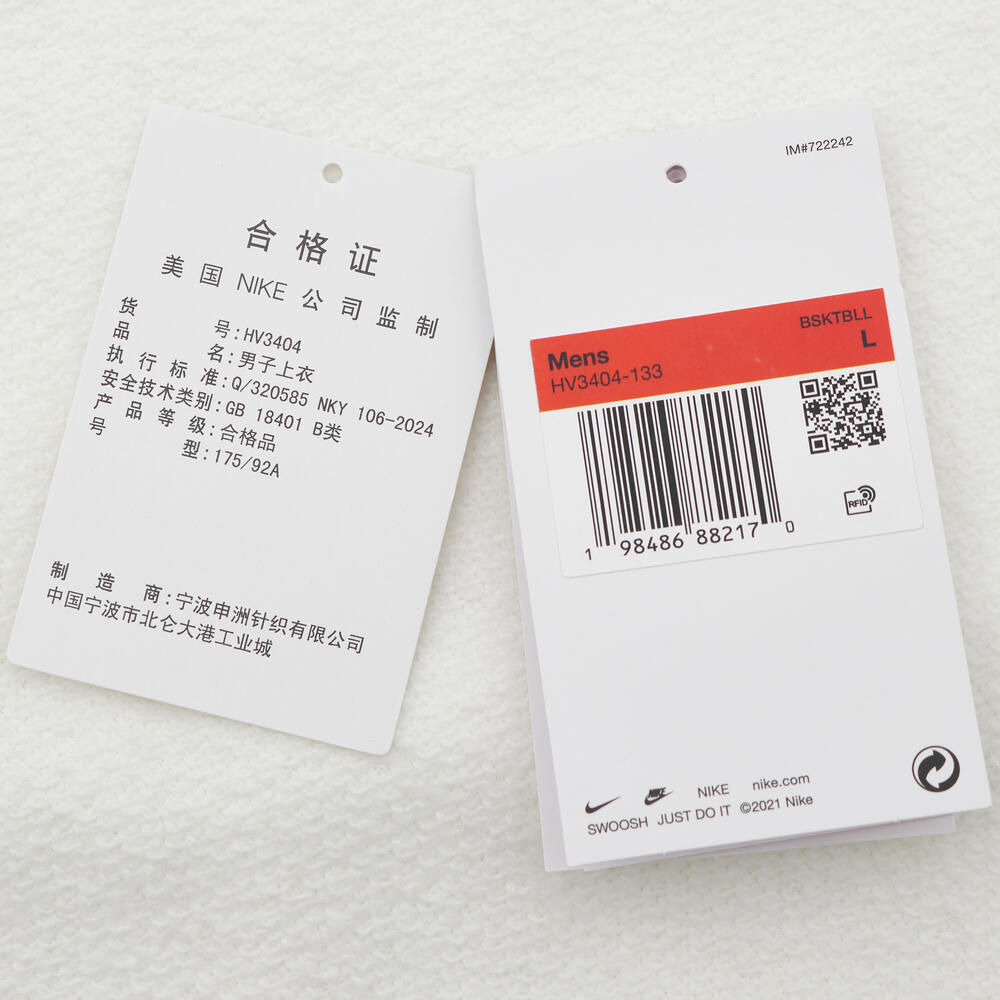 合格证
美国 NIKE 公司监制
货 号:HV3404
品 名:男子上衣
执行标准:Q/320585 NKY 106-2024
安全技术类别:GB 18401 B类
产品等级:合格品
号 型:175/92A
制造商:宁波申洲针织有限公司
中国宁波市北仑大港工业城
IM#722242
BSKTBLL
Mens L
HV3404-133
RFID
1 98486 88217 0
NIKE NIKE nike.com
SWOOSH JUST DO IT ©2021 Nike